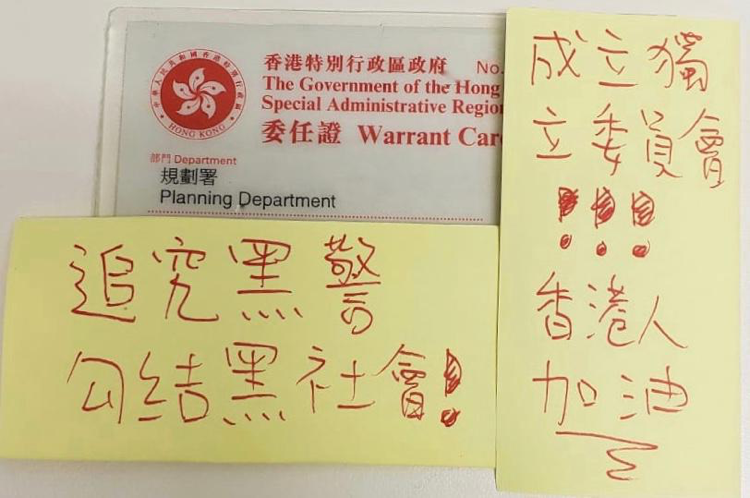 香港特別行政區政府 No.
The Government of the Hong
Special Administrative Region
委任證 Warrant Car
部門 Department
規劃署
Planning Department
中華人民共和國香港特別行政區
HONG KONG
追究黑警
勾结黑社會!
成立獨
立委員會
!!!
香港人
加油